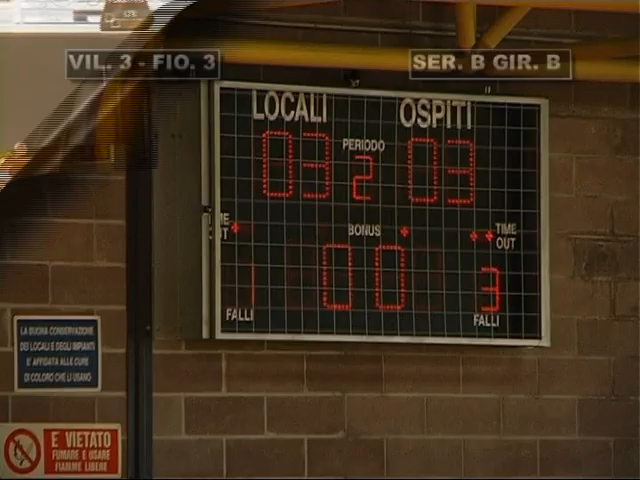 VIL. 3 - FIO. 3
SER. B GIR. B
LOCALI
OSPITI
03
PERIODO
2
03
OUT
BONUS
TIME
OUT
1
00
3
FALLI
FALLI
LA BUONA CONSERVAZIONE
DEI LOCALI E DEGLI IMPIANTI
E' AFFIDATA ALLE CURE
DI COLORO CHE LI USANO
E VIETATO
FUMARE E USARE
FIAMME LIBERE